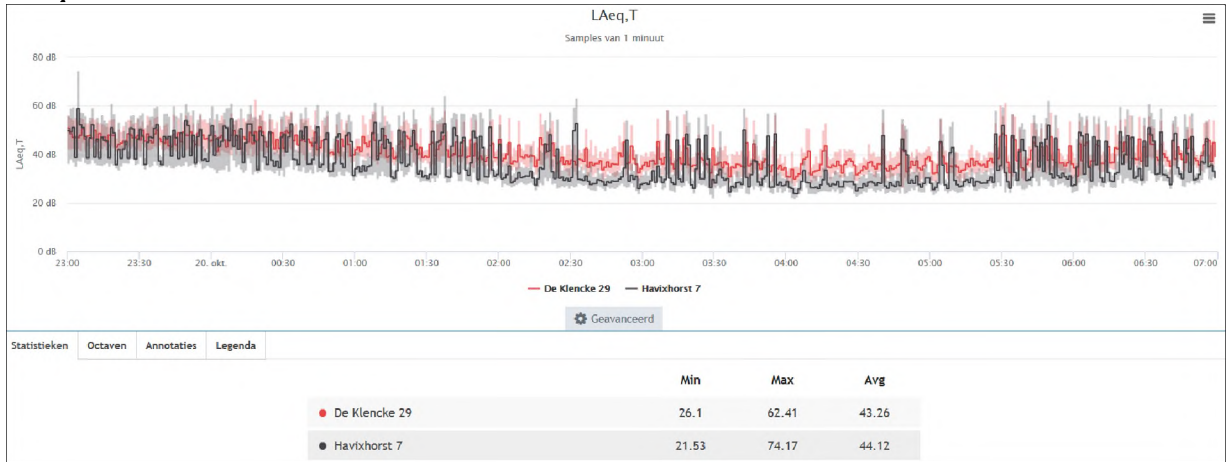 LAeq,T
Samples van 1 minuut
80 dB
60 dB
40 dB
20 dB
0 dB
LAeq,T
23:00 23:30 20. okt. 00:30 01:00 01:30 02:00 02:30 03:00 03:30 04:00 04:30 05:00 05:30 06:00 06:30 07:00
De Klencke 29 Havixhorst 7
Geavanceerd
Statistieken Octaven Annotaties Legenda
Min Max Avg
De Klencke 29 26.1 62.41 43.26
Havixhorst 7 21.53 74.17 44.12